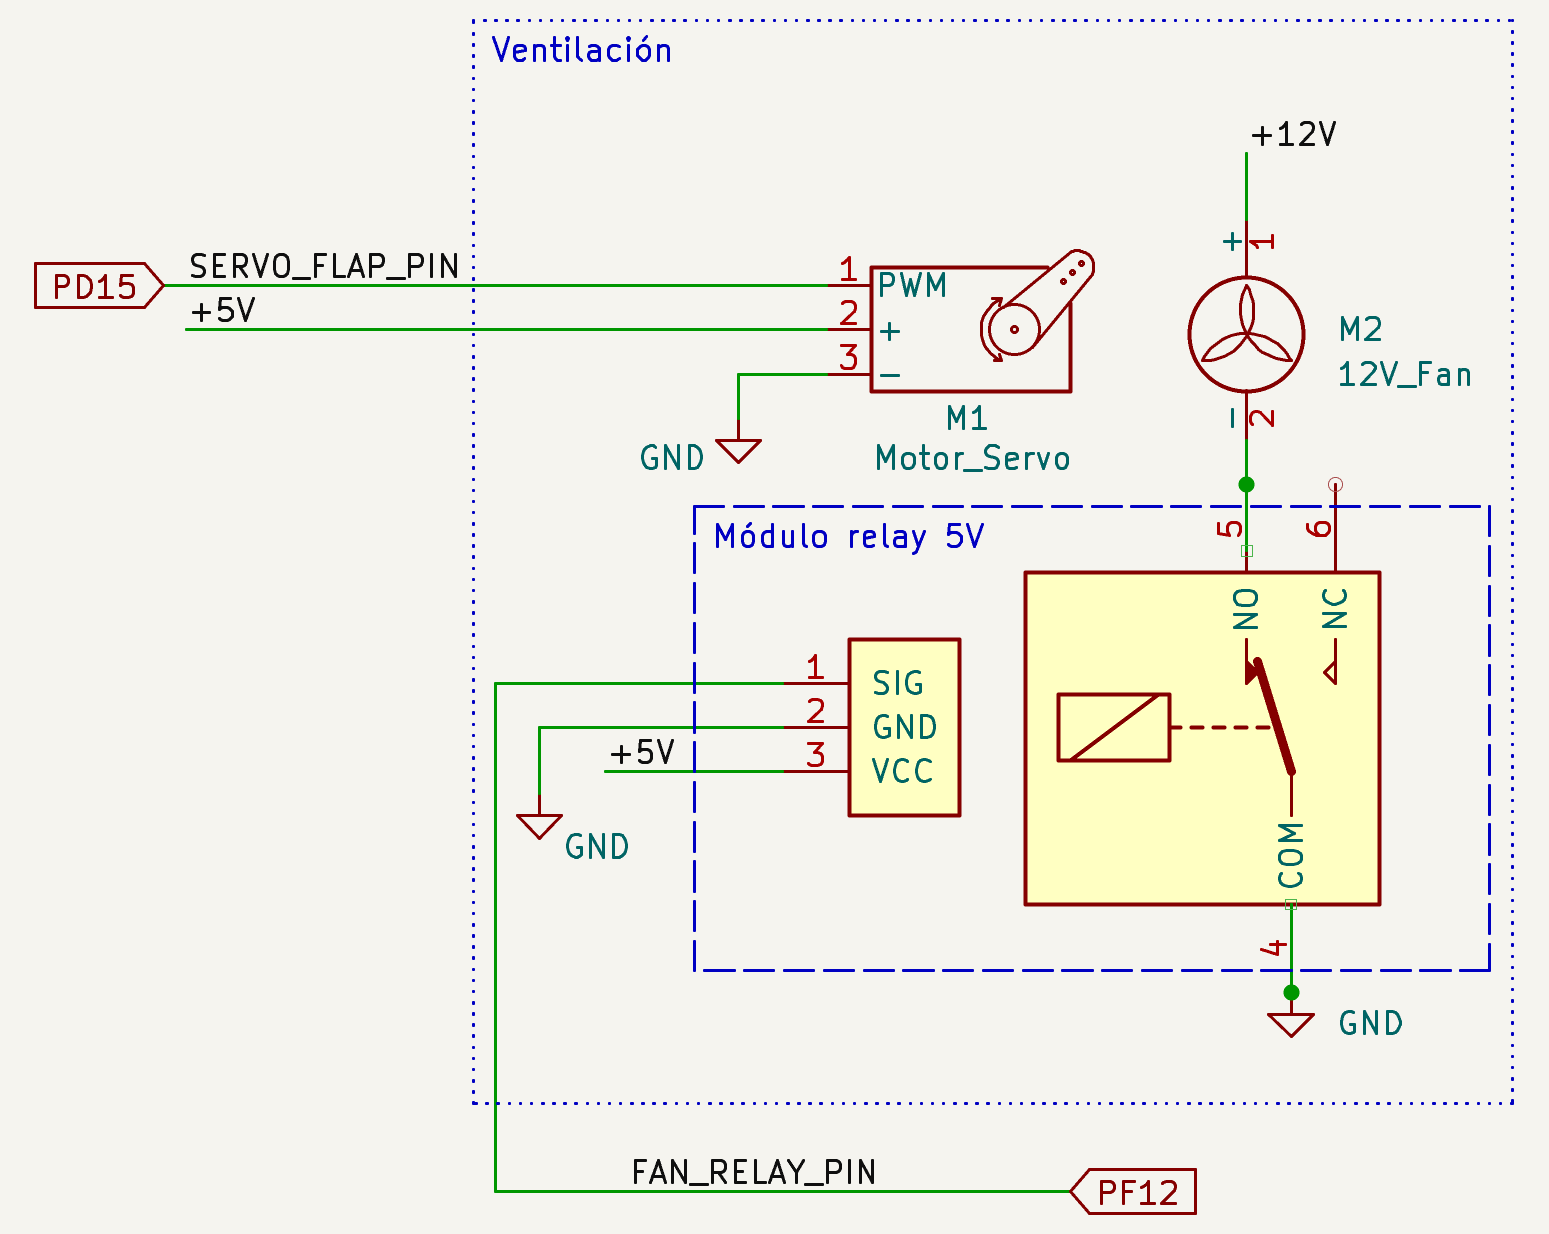 Ventilación
+12V
+ 1
SERVO_FLAP_PIN
PD15
1 PWM
+5V
2 +
3 −
M2
12V_Fan
− 2
M1
Motor_Servo
GND
Módulo relay 5V
5 6
NO NC
1 SIG
2 GND
+5V
3 VCC
GND
COM
4
GND
FAN_RELAY_PIN
PF12